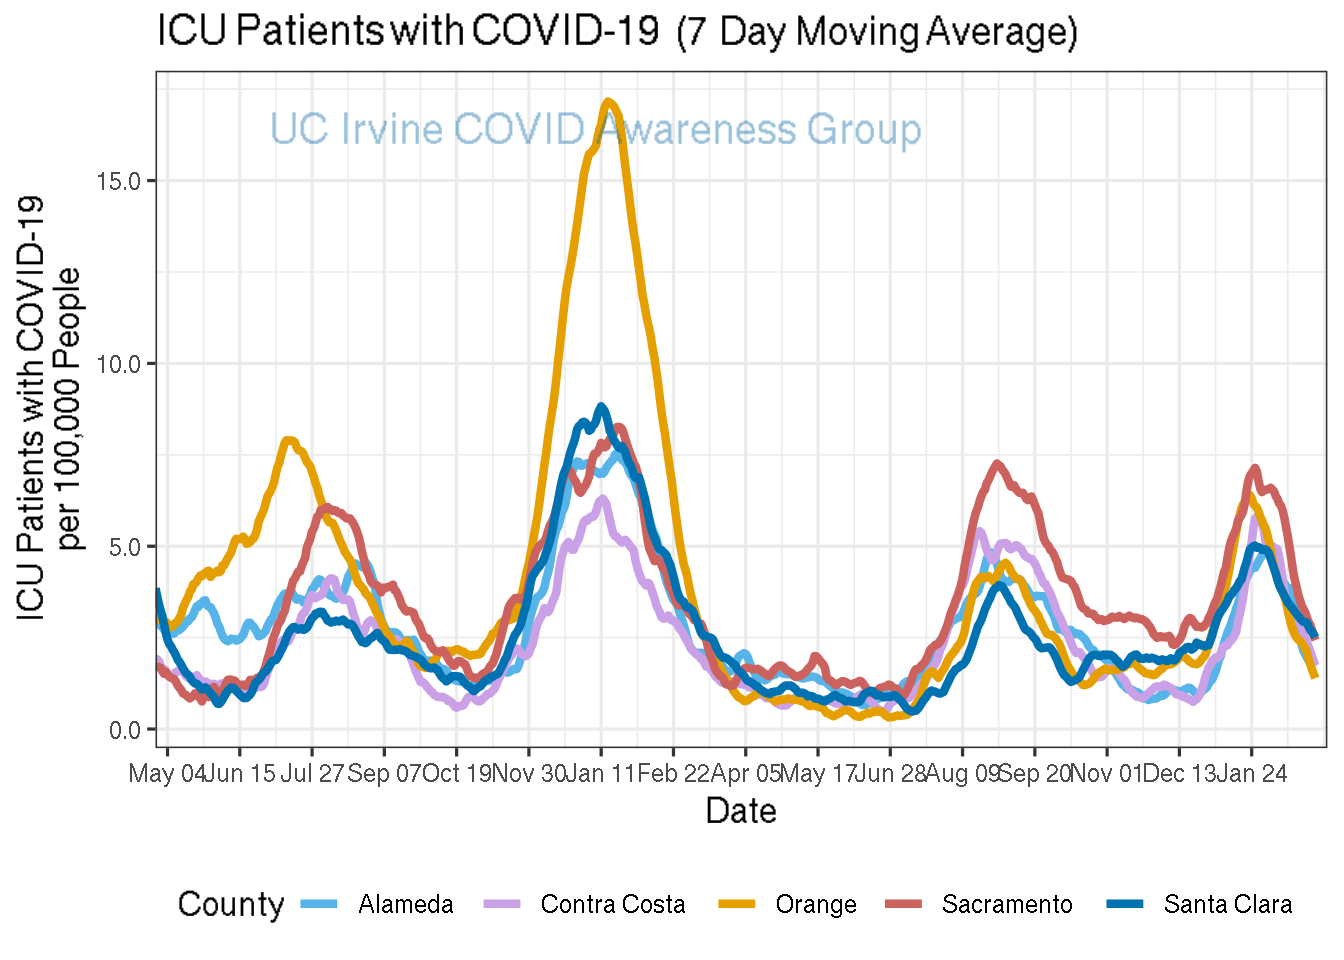 ICU Patients with COVID-19 (7 Day Moving Average)
UC Irvine COVID Awareness Group
ICU Patients with COVID-19
per 100,000 People
15.0
10.0
5.0
0.0
May 04 Jun 15 Jul 27 Sep 07 Oct 19 Nov 30 Jan 11 Feb 22 Apr 05 May 17 Jun 28 Aug 09 Sep 20 Nov 01 Dec 13 Jan 24
Date
County Alameda Contra Costa Orange Sacramento Santa Clara